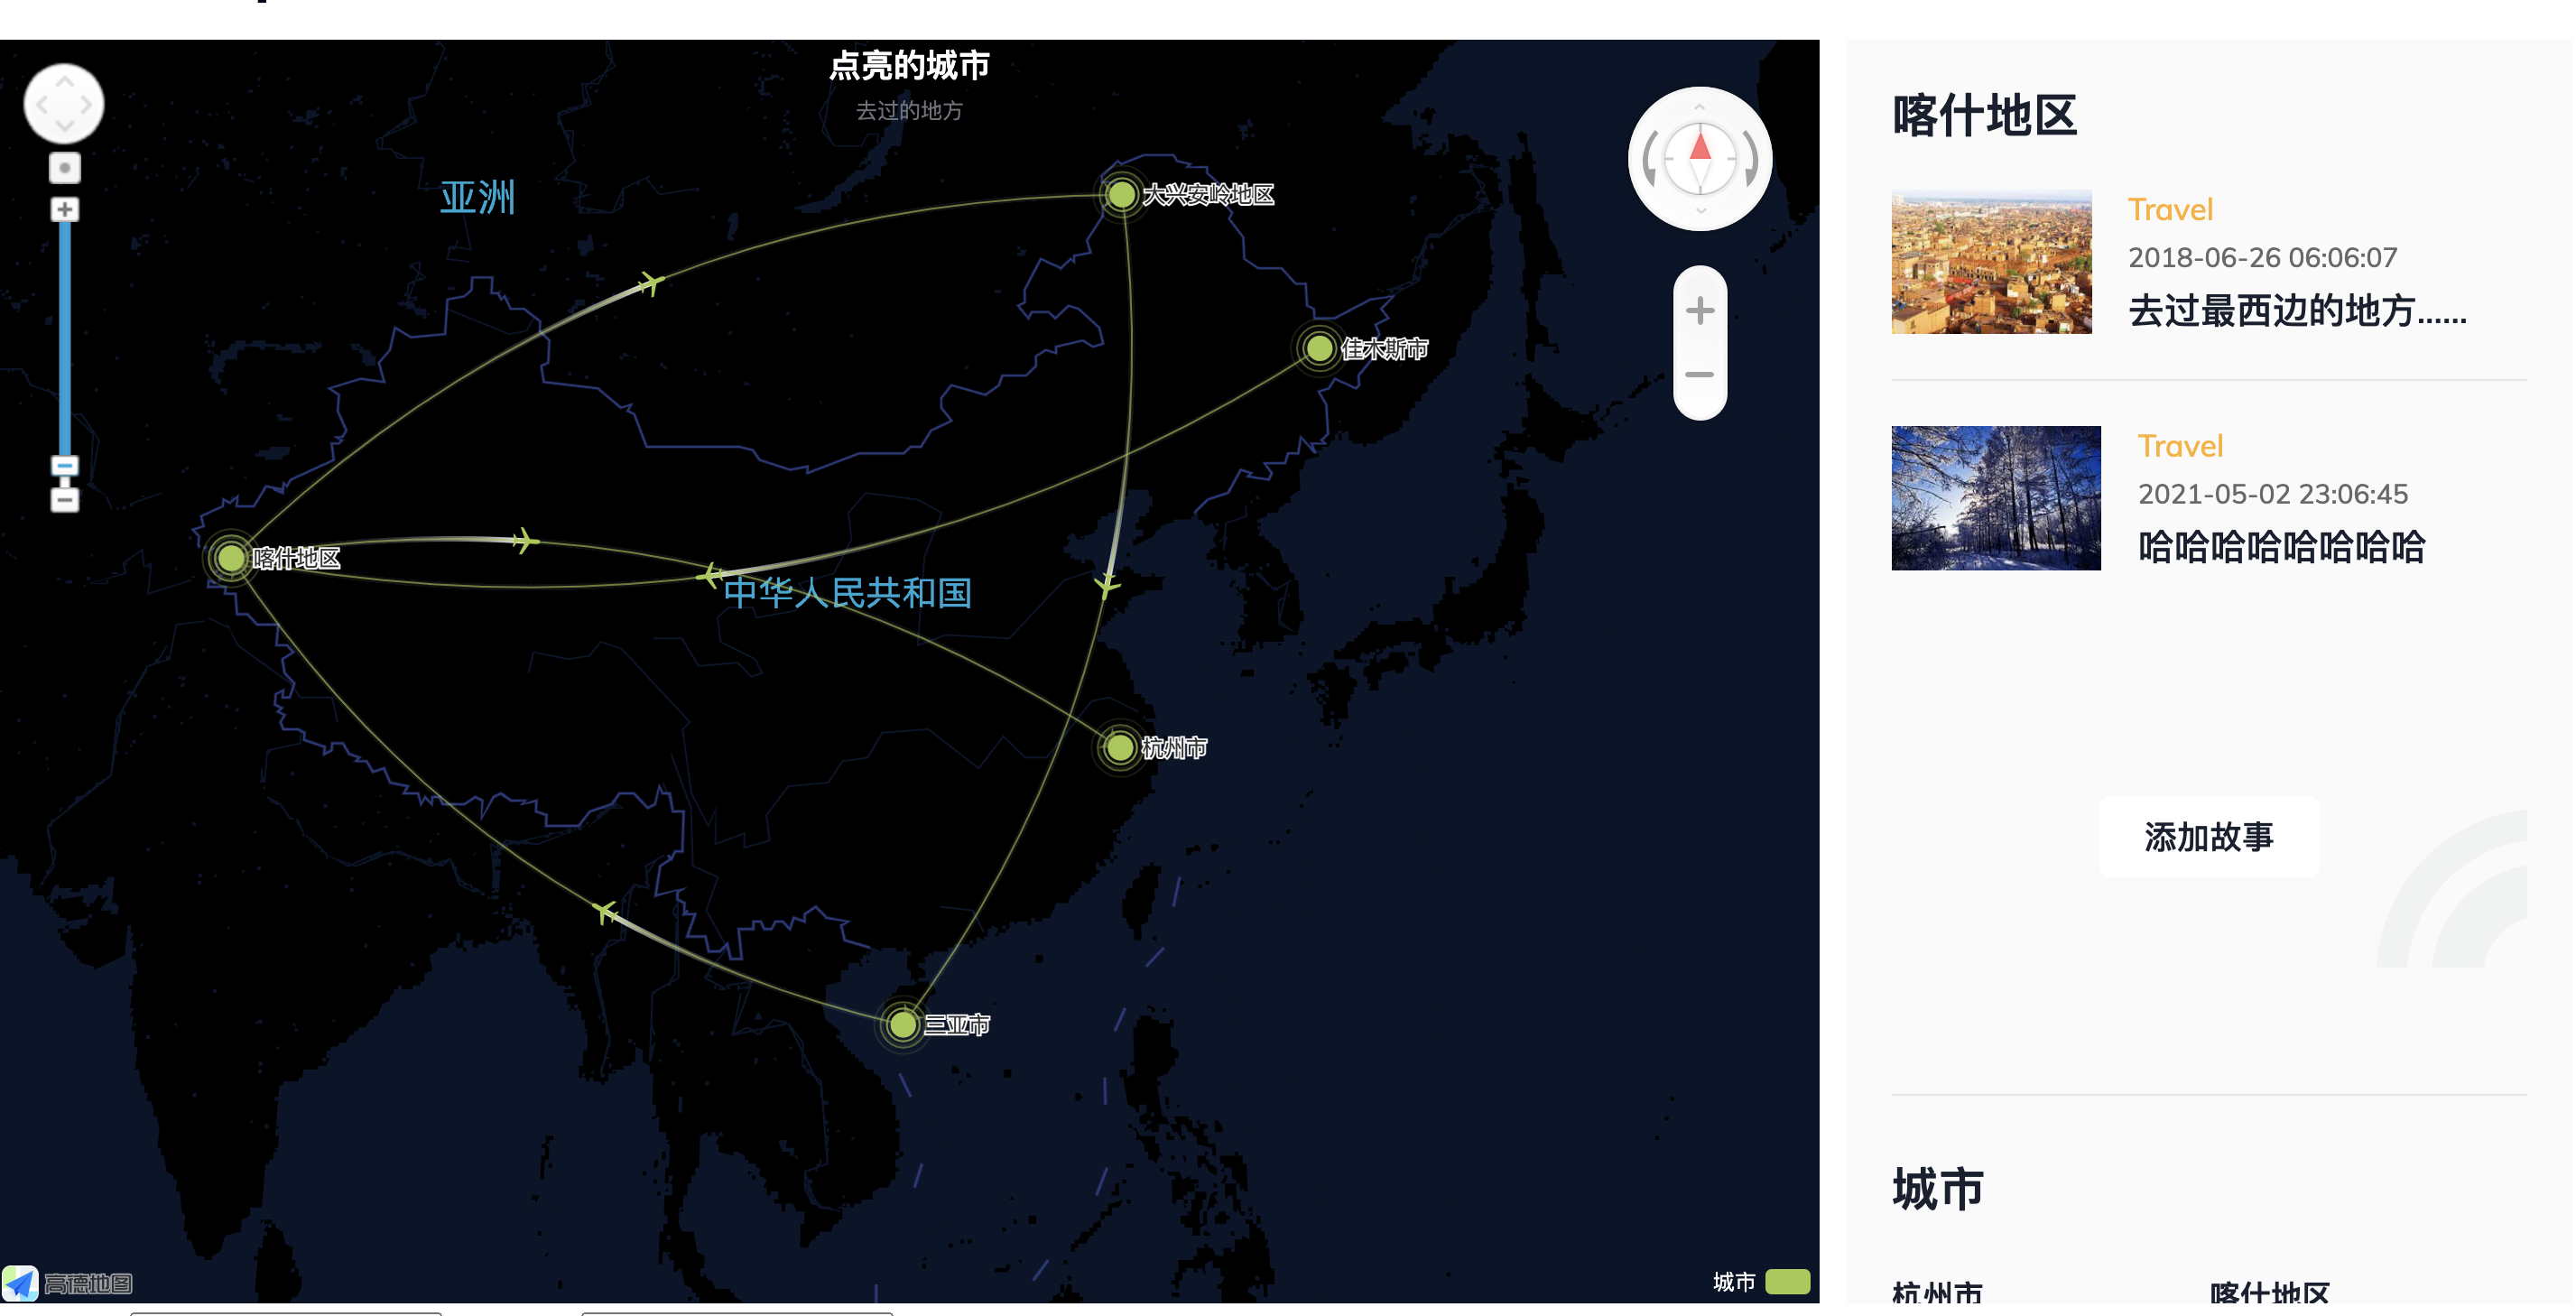 点亮的城市
去过的地方
亚洲
大兴安岭地区
佳木斯市
喀什地区
中华人民共和国
杭州市
三亚市
高德地图
城市
喀什地区
Travel
2018-06-26 06:06:07
去过最西边的地方......
Travel
2021-05-02 23:06:45
哈哈哈哈哈哈哈哈
添加故事
城市
杭州市
喀什地区